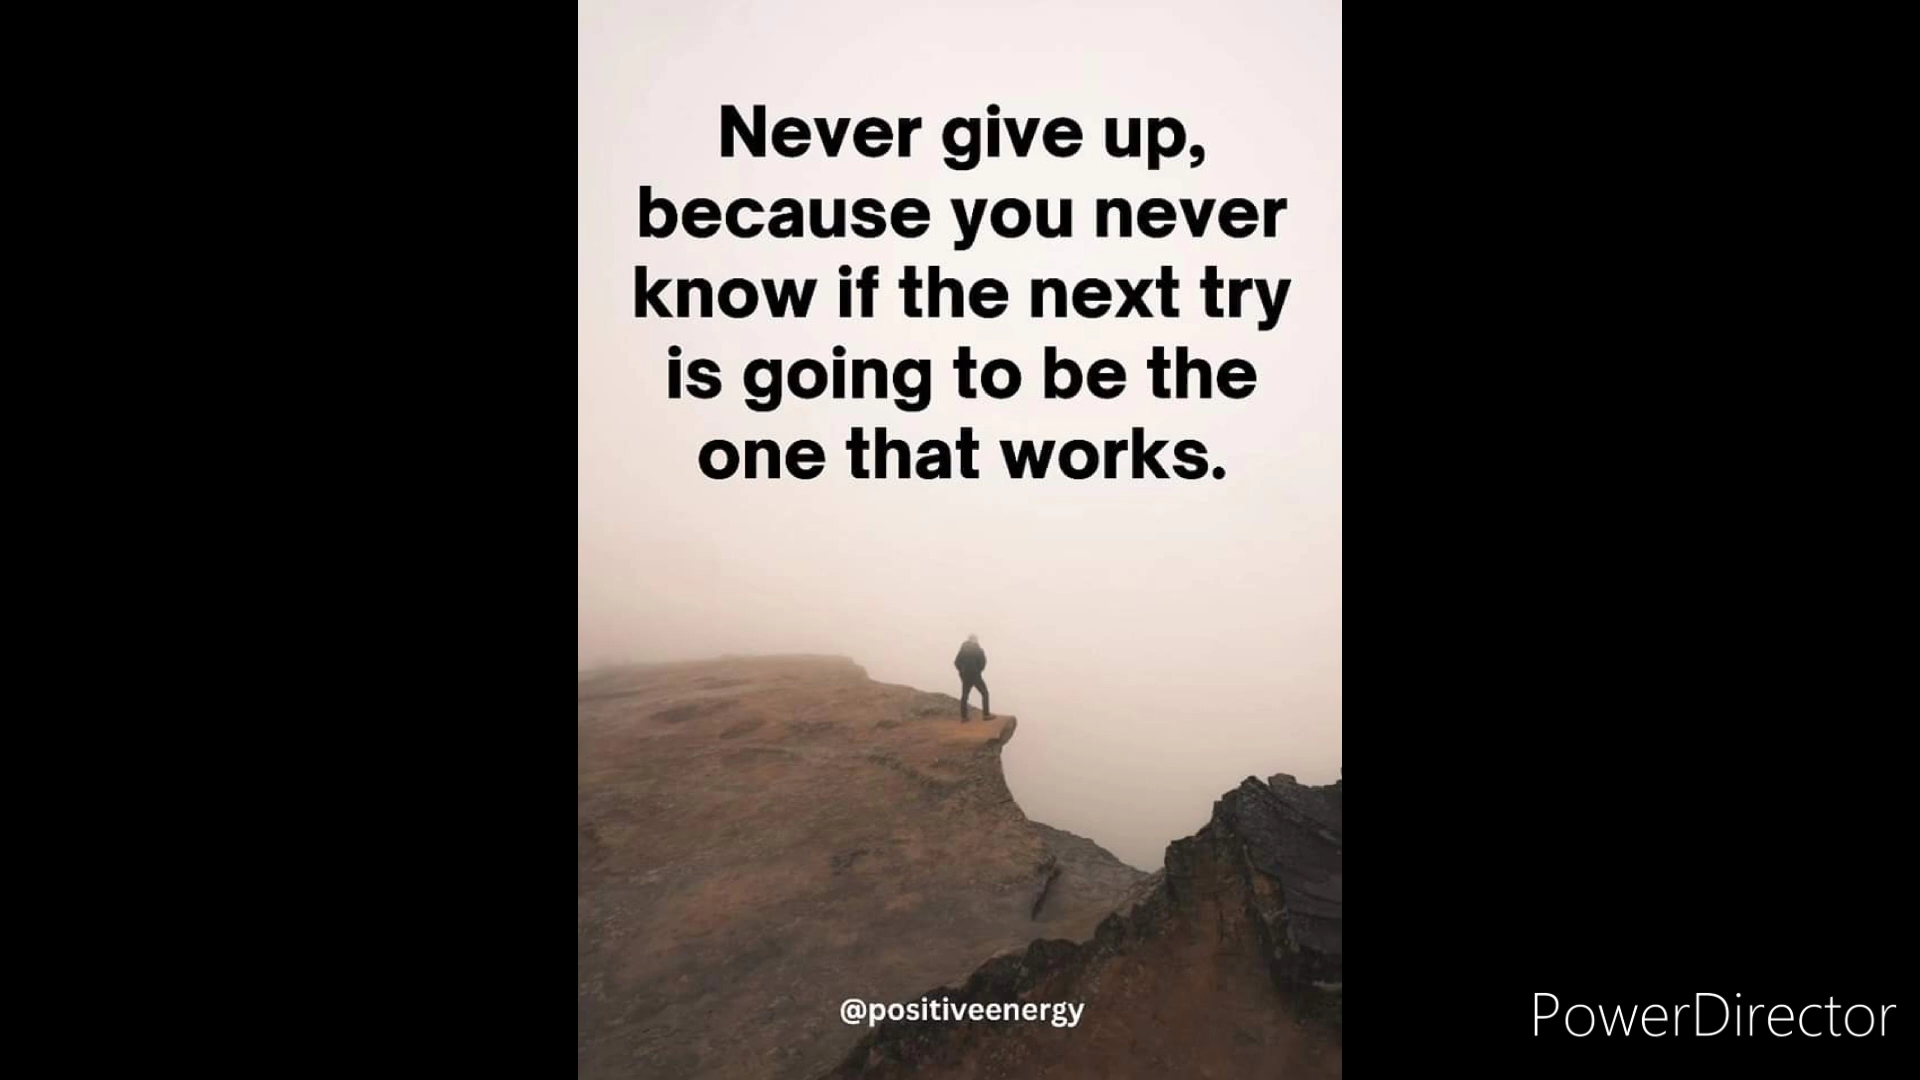 Never give up,
because you never
know if the next try
is going to be the
one that works.
@positiveenergy
PowerDirector